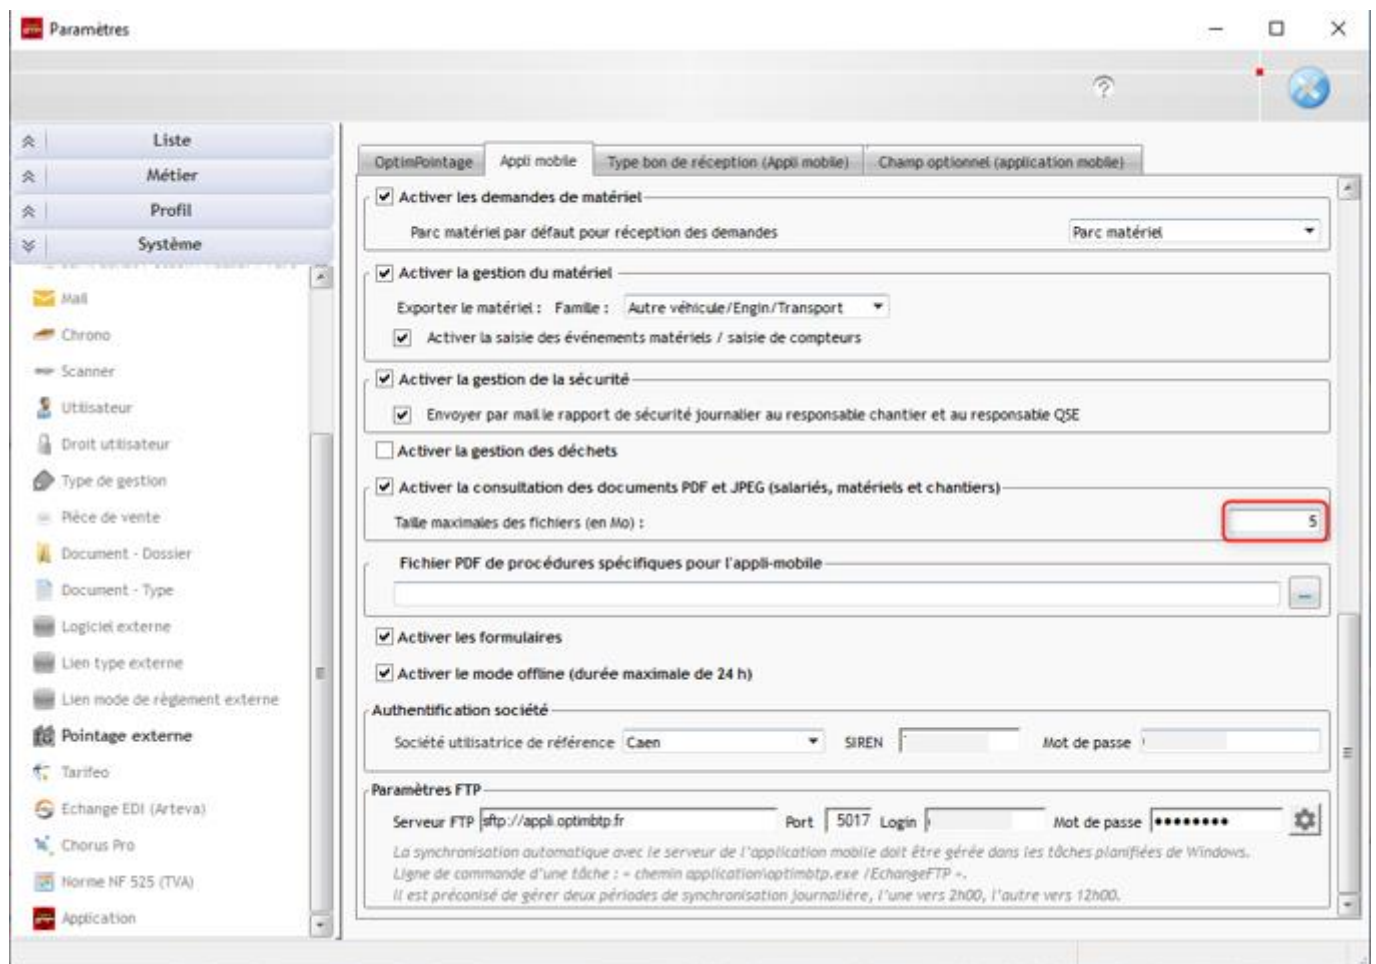 Paramètres
Liste
Métier
Profil
Système
Mail
Chrono
Scanner
Utilisateur
Droit utilisateur
Type de gestion
Pièce de vente
Document - Dossier
Document - Type
Logiciel externe
Lien type externe
Lien mode de règlement externe
Pointage externe
Tarifeo
Echange EDI (Arteva)
Chorus Pro
Norme NF 525 (TVA)
Application
OptimPointage Appli mobile Type bon de réception (Appli mobile) Champ optionnel (application mobile)
Activer les demandes de matériel
Parc matériel par défaut pour réception des demandes Parc matériel
Activer la gestion du matériel
Exporter le matériel : Famille : Autre véhicule/Engin/Transport
Activer la saisie des événements matériels / saisie de compteurs
Activer la gestion de la sécurité
Envoyer par mail le rapport de sécurité journalier au responsable chantier et au responsable QSE
Activer la gestion des déchets
Activer la consultation des documents PDF et JPEG (salariés, matériels et chantiers)
Taille maximales des fichiers (en Mo) : 5
Fichier PDF de procédures spécifiques pour l'appli-mobile
...
Activer les formulaires
Activer le mode offline (durée maximale de 24 h)
Authentification société
Société utilisatrice de référence Caen SIREN Mot de passe
Paramètres FTP
Serveur FTP sftp://appli.optimbtp.fr Port 5017 Login Mot de passe ••••••••
La synchronisation automatique avec le serveur de l'application mobile doit être gérée dans les tâches planifiées de Windows.
Ligne de commande d'une tâche : « chemin application\optimbtp.exe /EchangeFTP ».
Il est préconisé de gérer deux périodes de synchronisation journalière, l'une vers 2h00, l'autre vers 12h00.